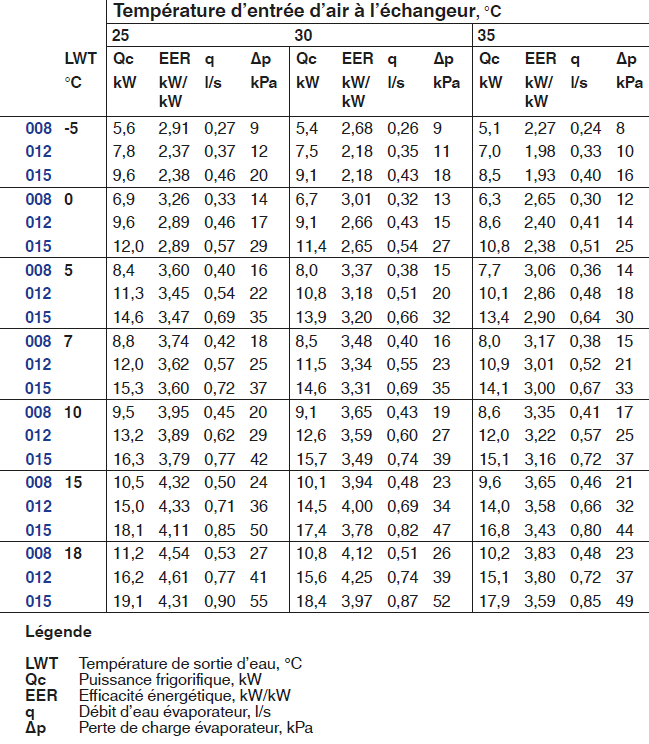 Température d'entrée d'air à l'échangeur, °C
25 30 35
LWT Qc EER q Δp Qc EER q Δp Qc EER q Δp
°C kW kW/ l/s kPa kW kW/ l/s kPa kW kW/ l/s kPa
kW kW kW
008 -5 5,6 2,91 0,27 9 5,4 2,68 0,26 9 5,1 2,27 0,24 8
012 7,8 2,37 0,37 12 7,5 2,18 0,35 11 7,0 1,98 0,33 10
015 9,6 2,38 0,46 20 9,1 2,18 0,43 18 8,5 1,93 0,40 16
008 0 6,9 3,26 0,33 14 6,7 3,01 0,32 13 6,3 2,65 0,30 12
012 9,6 2,89 0,46 17 9,1 2,66 0,43 15 8,6 2,40 0,41 14
015 12,0 2,89 0,57 29 11,4 2,65 0,54 27 10,8 2,38 0,51 25
008 5 8,4 3,60 0,40 16 8,0 3,37 0,38 15 7,7 3,06 0,36 14
012 11,3 3,45 0,54 22 10,8 3,18 0,51 20 10,1 2,86 0,48 18
015 14,6 3,47 0,69 35 13,9 3,20 0,66 32 13,4 2,90 0,64 30
008 7 8,8 3,74 0,42 18 8,5 3,48 0,40 16 8,0 3,17 0,38 15
012 12,0 3,62 0,57 25 11,5 3,34 0,55 23 10,9 3,01 0,52 21
015 15,3 3,60 0,72 37 14,6 3,31 0,69 35 14,1 3,00 0,67 33
008 10 9,5 3,95 0,45 20 9,1 3,65 0,43 19 8,6 3,35 0,41 17
012 13,2 3,89 0,62 29 12,6 3,59 0,60 27 12,0 3,22 0,57 25
015 16,3 3,79 0,77 42 15,7 3,49 0,74 39 15,1 3,16 0,72 37
008 15 10,5 4,32 0,50 24 10,1 3,94 0,48 23 9,6 3,65 0,46 21
012 15,0 4,33 0,71 36 14,5 4,00 0,69 34 14,0 3,58 0,66 32
015 18,1 4,11 0,85 50 17,4 3,78 0,82 47 16,8 3,43 0,80 44
008 18 11,2 4,54 0,53 27 10,8 4,12 0,51 26 10,2 3,83 0,48 23
012 16,2 4,61 0,77 41 15,6 4,25 0,74 39 15,1 3,80 0,72 37
015 19,1 4,31 0,90 55 18,4 3,97 0,87 52 17,9 3,59 0,85 49
Légende
LWT Température de sortie d'eau, °C
Qc Puissance frigorifique, kW
EER Efficacité énergétique, kW/kW
q Débit d'eau évaporateur, l/s
Δp Perte de charge évaporateur, kPa